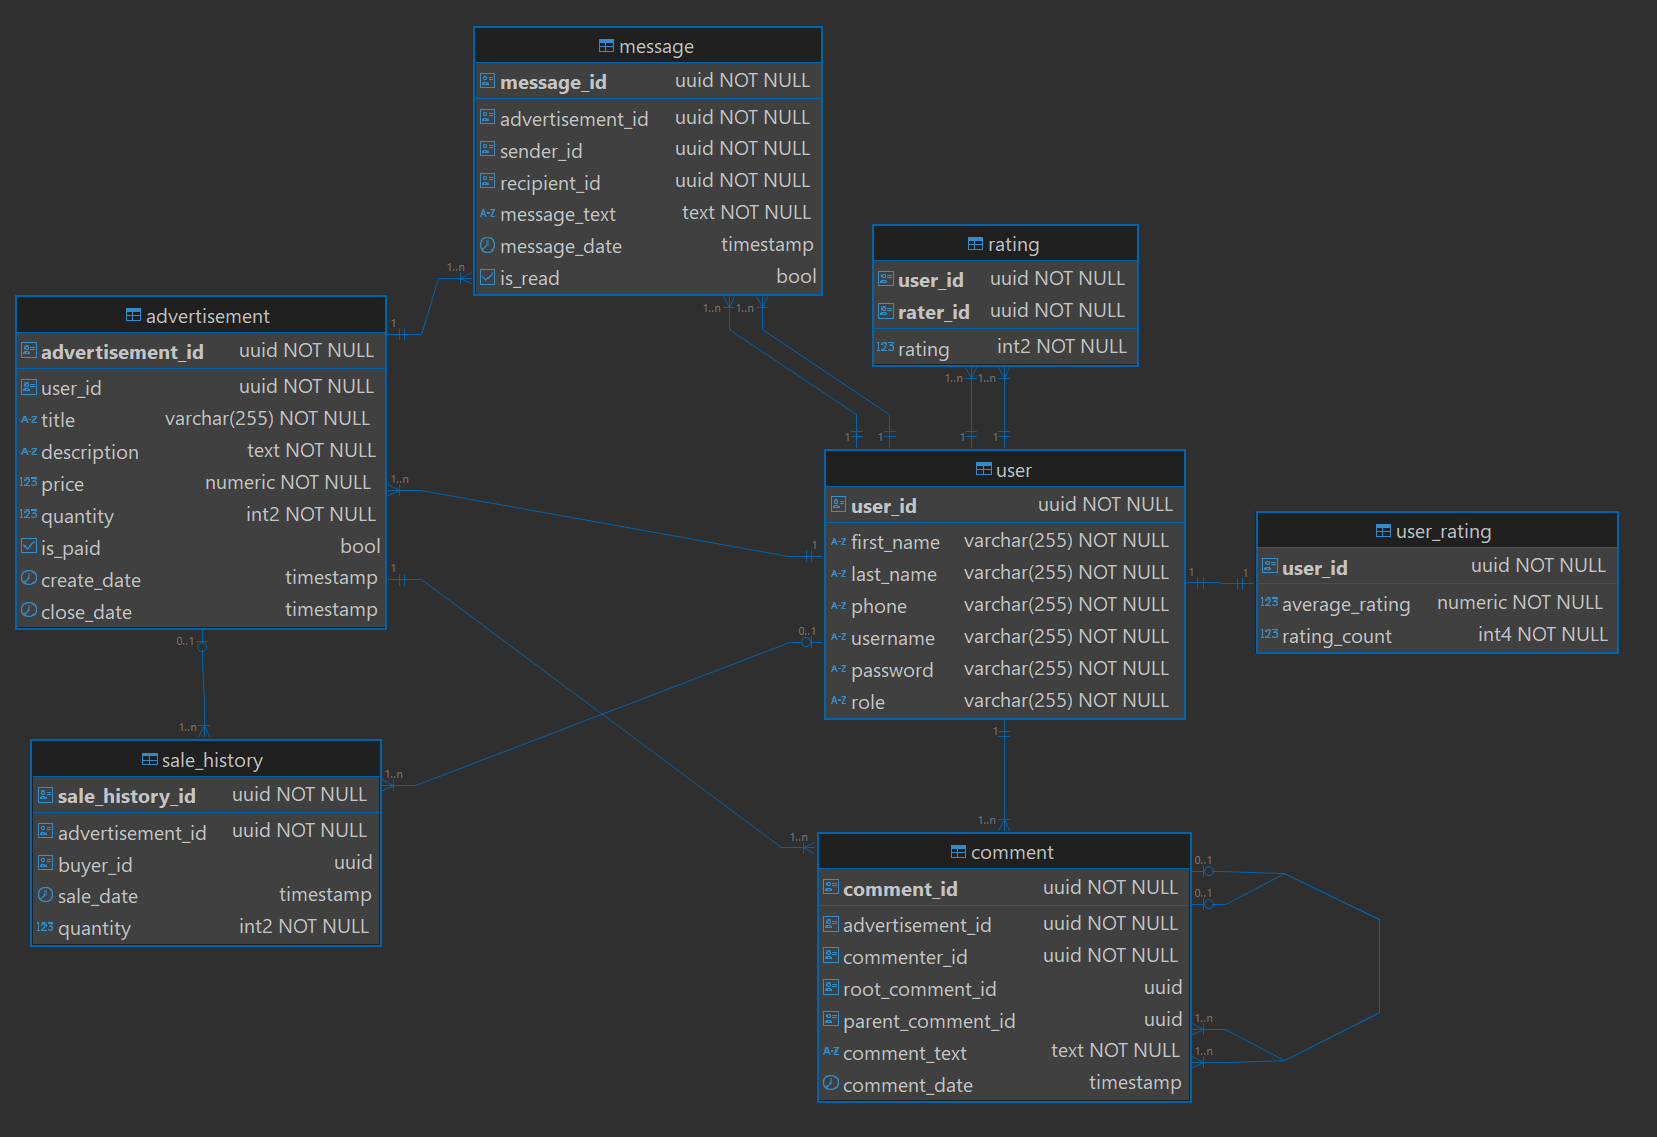 message
message_id uuid NOT NULL
advertisement_id uuid NOT NULL
sender_id uuid NOT NULL
recipient_id uuid NOT NULL
A-Z message_text text NOT NULL
message_date timestamp
is_read bool
1..n
1..n 1..n
rating
user_id uuid NOT NULL
rater_id uuid NOT NULL
123 rating int2 NOT NULL
1..n 1..n
advertisement
advertisement_id uuid NOT NULL
user_id uuid NOT NULL
A-Z title varchar(255) NOT NULL
A-Z description text NOT NULL
123 price numeric NOT NULL
123 quantity int2 NOT NULL
is_paid bool
create_date timestamp
close_date timestamp
1
1..n
1
0..1
1 1
1 1
user
user_id uuid NOT NULL
A-Z first_name varchar(255) NOT NULL
A-Z last_name varchar(255) NOT NULL
A-Z phone varchar(255) NOT NULL
A-Z username varchar(255) NOT NULL
A-Z password varchar(255) NOT NULL
A-Z role varchar(255) NOT NULL
1
0..1
1 1
1
user_rating
user_id uuid NOT NULL
123 average_rating numeric NOT NULL
123 rating_count int4 NOT NULL
1..n
sale_history
sale_history_id uuid NOT NULL
advertisement_id uuid NOT NULL
buyer_id uuid
sale_date timestamp
123 quantity int2 NOT NULL
1..n
1..n
1..n
comment
comment_id uuid NOT NULL
advertisement_id uuid NOT NULL
commenter_id uuid NOT NULL
root_comment_id uuid
parent_comment_id uuid
A-Z comment_text text NOT NULL
comment_date timestamp
0..1
0..1
1..n
1..n